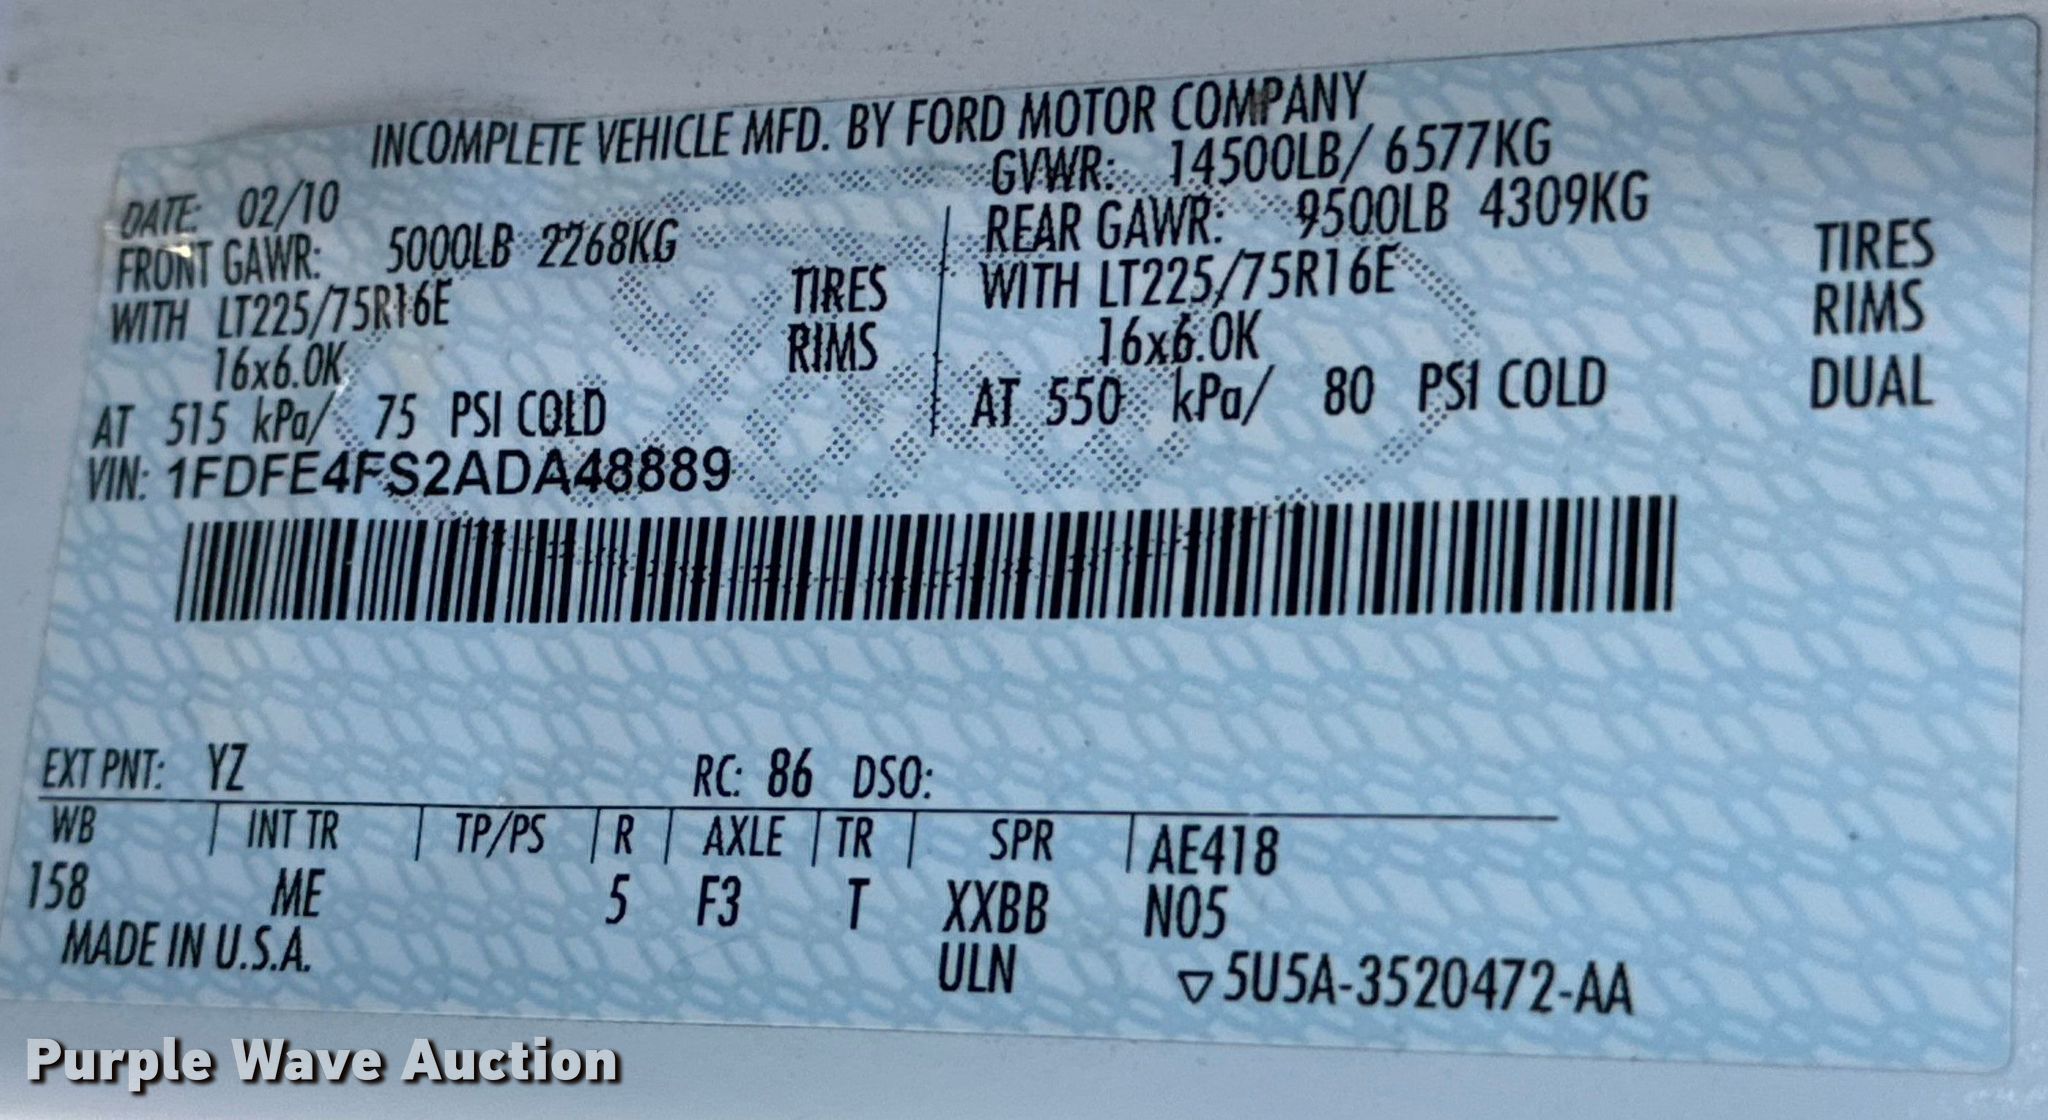 INCOMPLETE VEHICLE MFD. BY FORD MOTOR COMPANY
DATE: 02/10
GVWR: 14500LB/ 6577KG
FRONT GAWR: 5000LB 2268KG
REAR GAWR: 9500LB 4309KG
WITH LT225/75R16E TIRES
WITH LT225/75R16E TIRES
16x6.0K RIMS
16x6.0K RIMS
AT 515 kPa/ 75 PSI COLD
AT 550 kPa/ 80 PSI COLD DUAL
VIN: 1FDFE4FS2ADA48889
EXT PNT: YZ RC: 86 DSO:
WB INT TR TP/PS R AXLE TR SPR AE418
158 ME 5 F3 T XXBB N05
MADE IN U.S.A. ULN ▽5U5A-3520472-AA
Purple Wave Auction